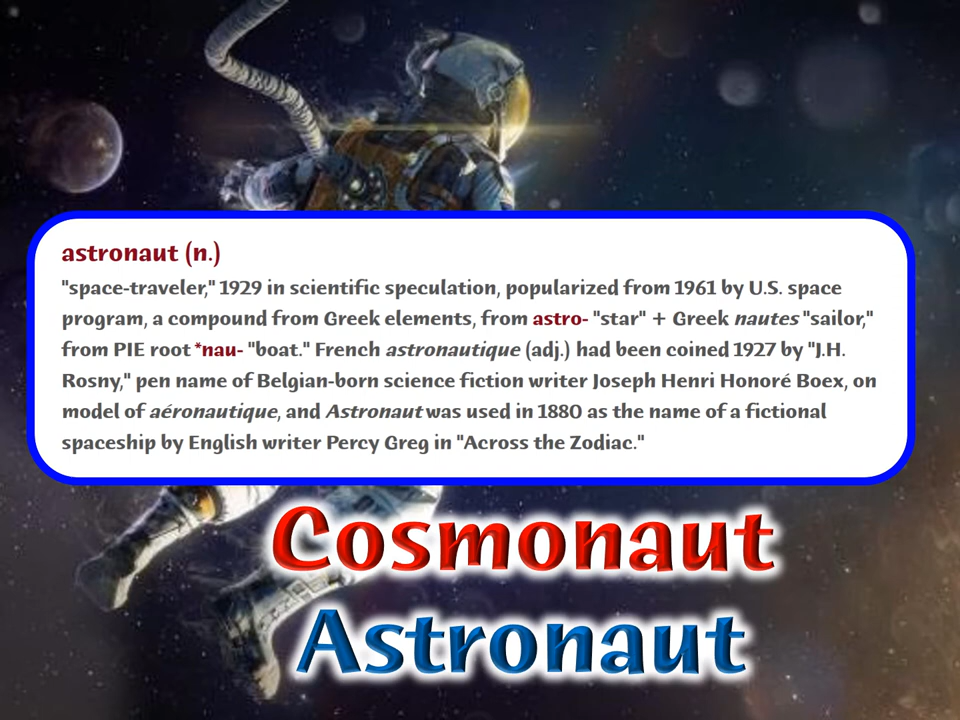 astronaut (n.)
"space-traveler," 1929 in scientific speculation, popularized from 1961 by U.S. space
program, a compound from Greek elements, from astro- "star" + Greek nautes "sailor,"
from PIE root *nau- "boat." French astronautique (adj.) had been coined 1927 by "J.H.
Rosny," pen name of Belgian-born science fiction writer Joseph Henri Honoré Boex, on
model of aéronautique, and Astronaut was used in 1880 as the name of a fictional
spaceship by English writer Percy Greg in "Across the Zodiac."
Cosmonaut
Astronaut